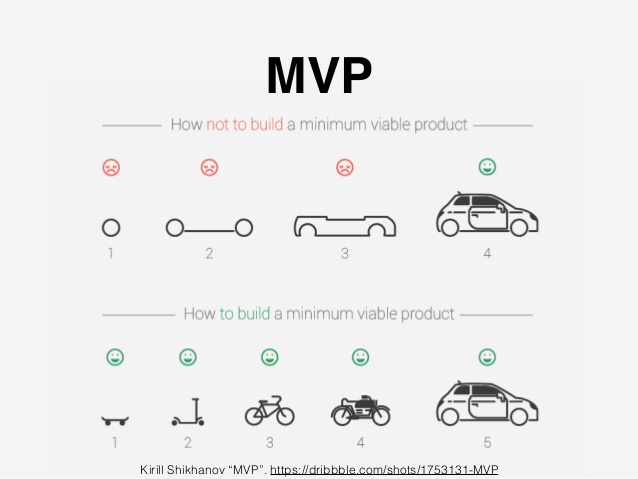 MVP
How not to build a minimum viable product
1 2 3 4
How to build a minimum viable product
1 2 3 4 5
Kirill Shikhanov “MVP”. https://dribbble.com/shots/1753131-MVP